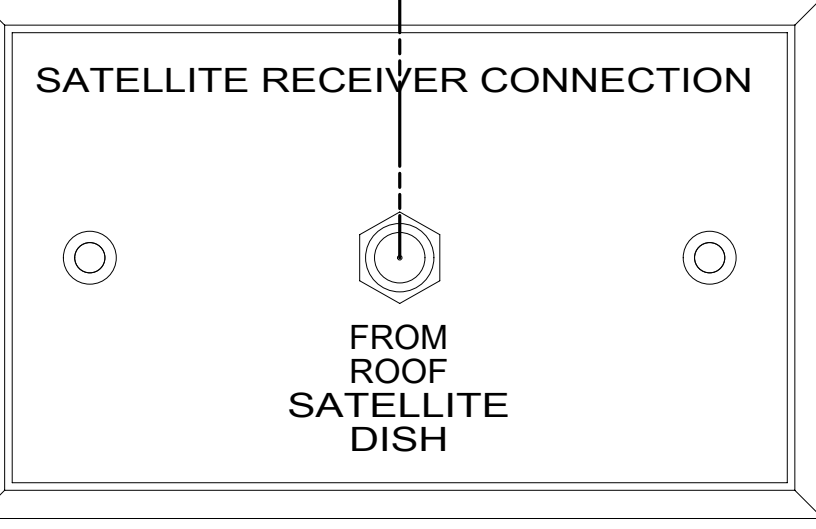 SATELLITE RECEIVER CONNECTION
FROM
ROOF
SATELLITE
DISH